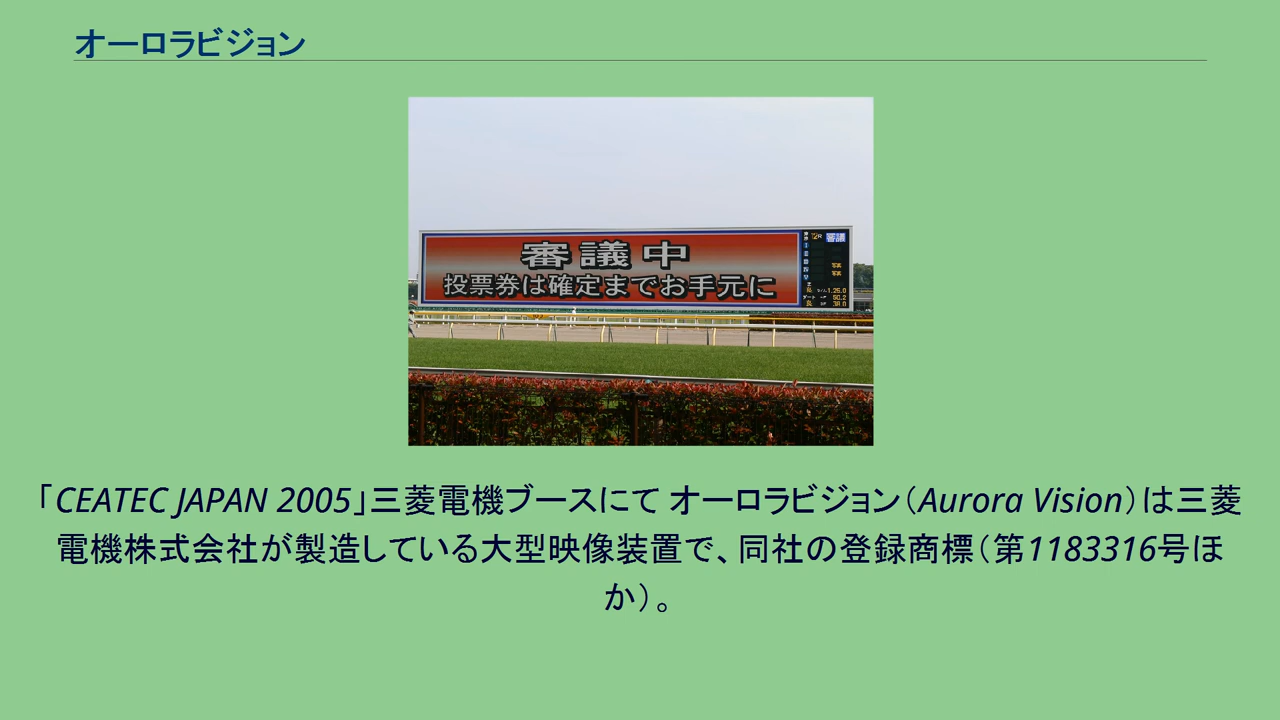 オーロラビジョン
審議中
投票券は確定までお手元に
審議
「CEATEC JAPAN 2005」三菱電機ブースにて オーロラビジョン（Aurora Vision）は三菱
電機株式会社が製造している大型映像装置で、同社の登録商標（第1183316号ほ
か）。